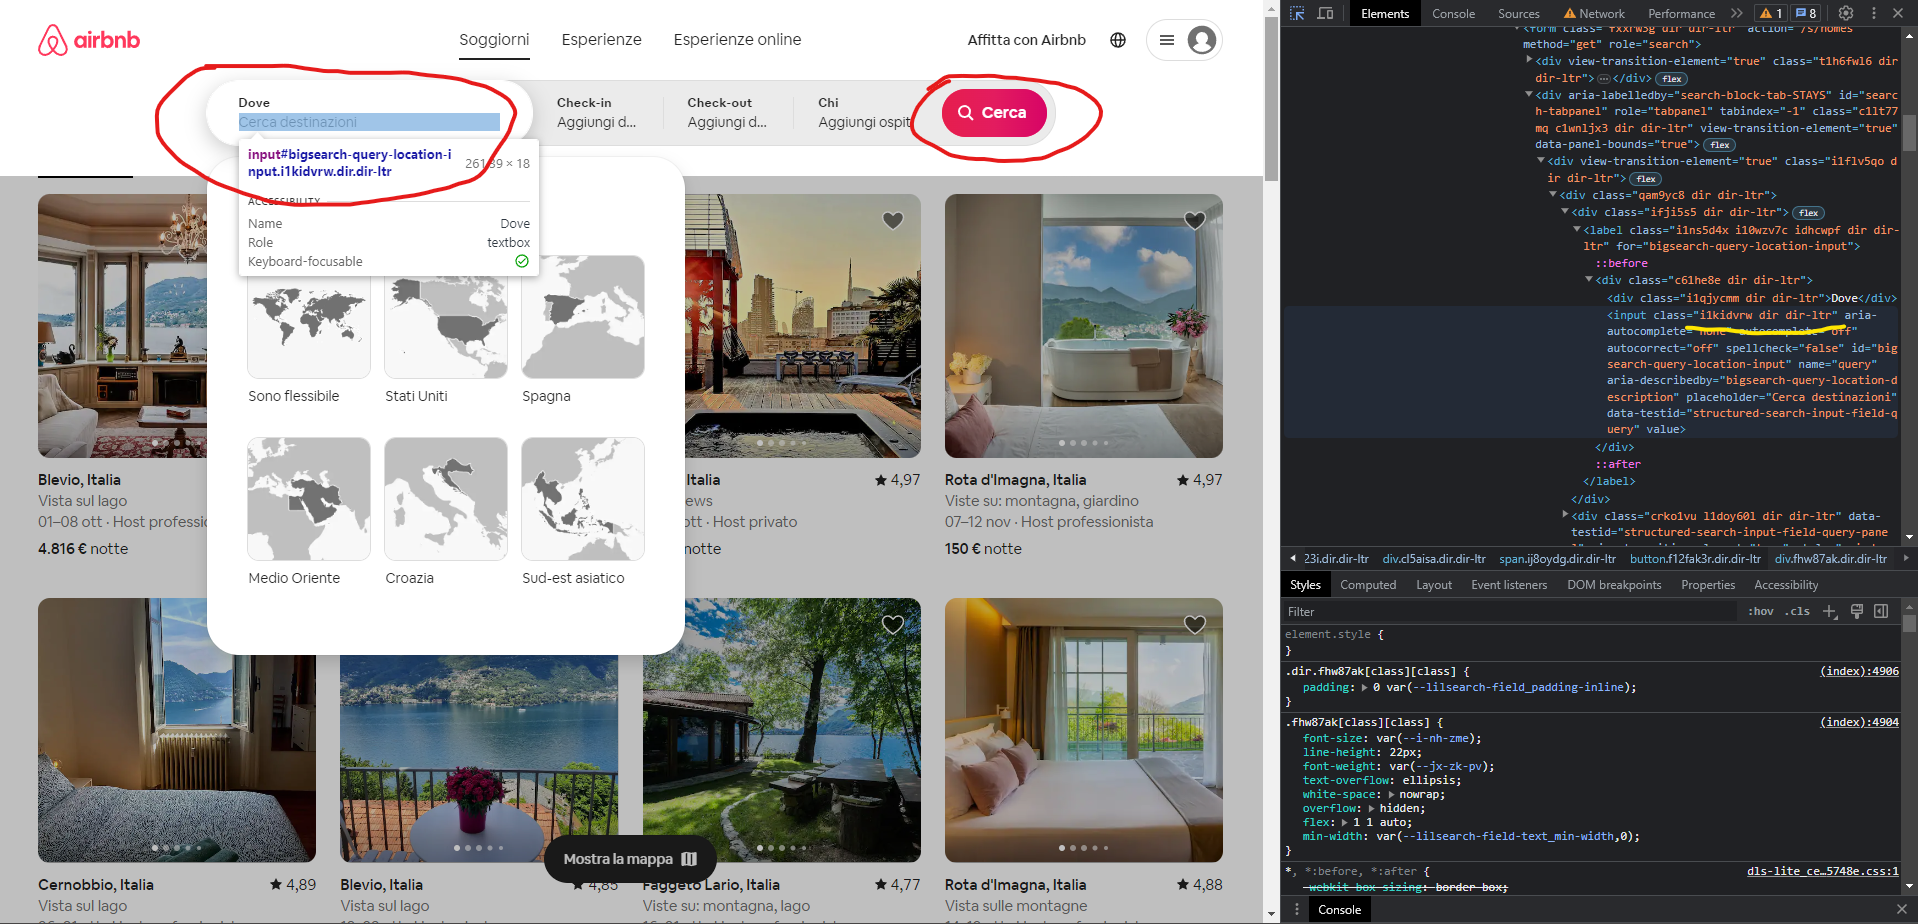 airbnb
Soggiorni
Esperienze
Esperienze online
Affitta con Airbnb
Dove
Cerca destinazioni
Check-in
Aggiungi d...
Check-out
Aggiungi d...
Chi
Aggiungi ospit
Cerca
input#bigsearch-query-location-i
nput.i1kidvrw.dir.dir-ltr
261.39 × 18
ACCESSIBILITY
Name
Dove
Role
textbox
Keyboard-focusable
Sono flessibile
Stati Uniti
Spagna
Medio Oriente
Croazia
Sud-est asiatico
Blevio, Italia
Vista sul lago
01–08 ott · Host professio
4.816 € notte
Italia
4,97
ews
ott · Host privato
notte
Rota d'Imagna, Italia
4,97
Viste su: montagna, giardino
07–12 nov · Host professionista
150 € notte
Mostra la mappa
Cernobbio, Italia
4,89
Vista sul lago
Blevio, Italia
4,85
Vista sul lago
Faggeto Lario, Italia
4,77
Viste su: montagna, lago
Rota d'Imagna, Italia
4,88
Vista sulle montagne
Elements
Console
Sources
Network
Performance
1
8
method="get" role="search">
<div view-transition-element="true" class="t1h6fwl6 dir
dir-ltr"> … </div> flex
<div aria-labelledby="search-block-tab-STAYS" id="searc
h-tabpanel" role="tabpanel" tabindex="-1" class="c1lt77
mq c1wnljx3 dir dir-ltr" view-transition-element="true"
data-panel-bounds="true"> flex
<div view-transition-element="true" class="i1flv5qo d
ir dir-ltr"> flex
<div class="qam9yc8 dir dir-ltr">
<div class="ifji5s5 dir dir-ltr"> flex
<label class="i1ns5d4x i10wzv7c idhcwpf dir dir-
ltr" for="bigsearch-query-location-input">
::before
<div class="c61he8e dir dir-ltr">
<div class="i1qjycmm dir dir-ltr">Dove</div>
<input class="i1kidvrw dir dir-ltr" aria-
autocomplete="none" autocomplete="off"
autocorrect="off" spellcheck="false" id="big
search-query-location-input" name="query"
aria-describedby="bigsearch-query-location-d
escription" placeholder="Cerca destinazioni"
data-testid="structured-search-input-field-q
uery" value>
</div>
::after
</label>
</div>
<div class="crko1vu l1doy60l dir dir-ltr" data-
testid="structured-search-input-field-query-pane
23i.dir.dir-ltr
div.cl5aisa.dir.dir-ltr
span.ij8oydg.dir.dir-ltr
button.f12fak3r.dir.dir-ltr
div.fhw87ak.dir.dir-ltr
Styles
Computed
Layout
Event listeners
DOM breakpoints
Properties
Accessibility
Filter
:hov
.cls
element.style {
}
.dir.fhw87ak[class][class] {
(index):4906
padding: 0 var(--lilsearch-field_padding-inline);
}
.fhw87ak[class][class] {
(index):4904
font-size: var(--i-nh-zme);
line-height: 22px;
font-weight: var(--jx-zk-pv);
text-overflow: ellipsis;
white-space: nowrap;
overflow: hidden;
flex: 1 1 auto;
min-width: var(--lilsearch-field-text_min-width,0);
}
*, *:before, *:after {
dls-lite_ce…5748e.css:1
-webkit-box-sizing: border-box;
Console